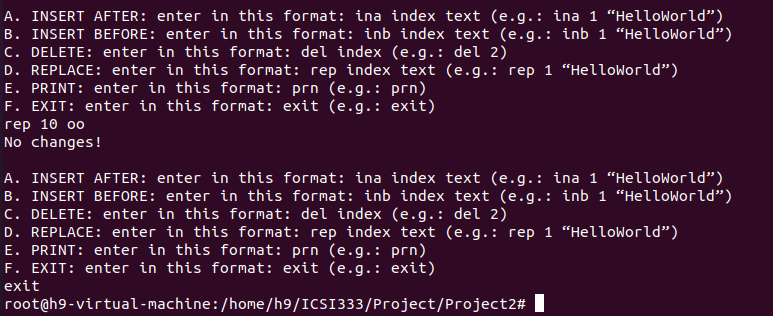 A. INSERT AFTER: enter in this format: ina index text (e.g.: ina 1 “HelloWorld”)
B. INSERT BEFORE: enter in this format: inb index text (e.g.: inb 1 “HelloWorld”)
C. DELETE: enter in this format: del index (e.g.: del 2)
D. REPLACE: enter in this format: rep index text (e.g.: rep 1 “HelloWorld”)
E. PRINT: enter in this format: prn (e.g.: prn)
F. EXIT: enter in this format: exit (e.g.: exit)
rep 10 oo
No changes!
A. INSERT AFTER: enter in this format: ina index text (e.g.: ina 1 “HelloWorld”)
B. INSERT BEFORE: enter in this format: inb index text (e.g.: inb 1 “HelloWorld”)
C. DELETE: enter in this format: del index (e.g.: del 2)
D. REPLACE: enter in this format: rep index text (e.g.: rep 1 “HelloWorld”)
E. PRINT: enter in this format: prn (e.g.: prn)
F. EXIT: enter in this format: exit (e.g.: exit)
exit
root@h9-virtual-machine:/home/h9/ICSI333/Project/Project2#